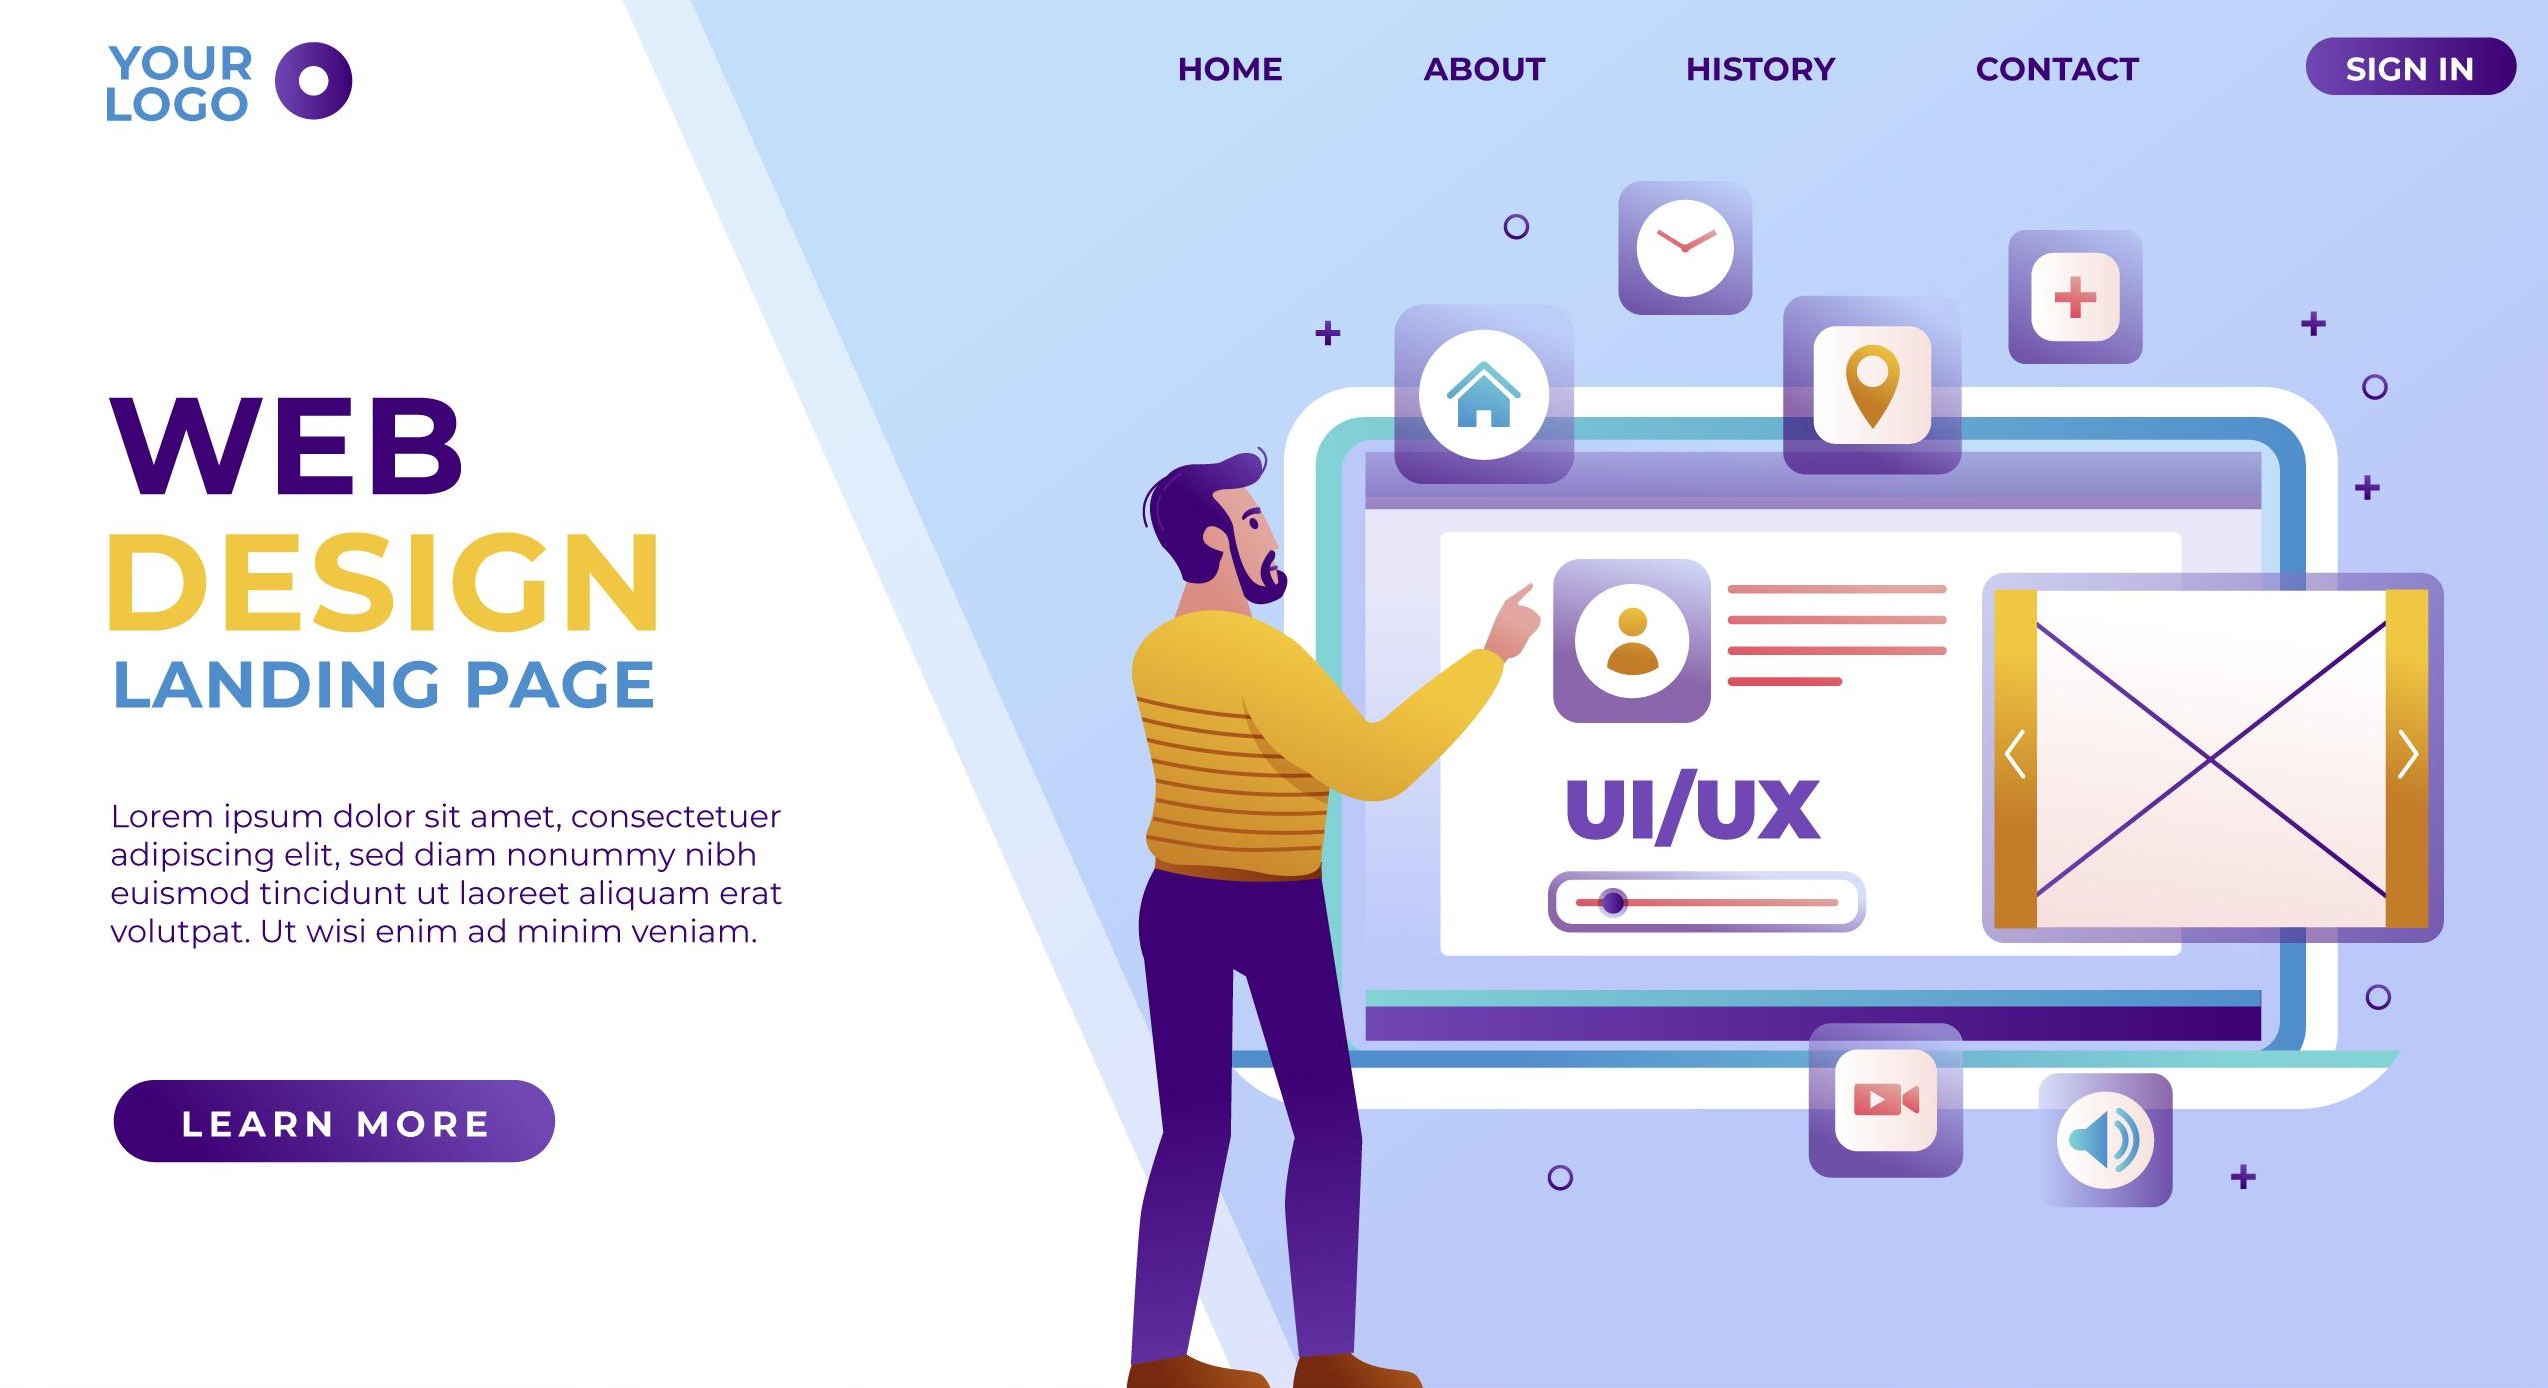 YOUR
LOGO
HOME ABOUT HISTORY CONTACT SIGN IN
WEB
DESIGN
LANDING PAGE
Lorem ipsum dolor sit amet, consectetuer
adipiscing elit, sed diam nonummy nibh
euismod tincidunt ut laoreet aliquam erat
volutpat. Ut wisi enim ad minim veniam.
LEARN MORE
UI/UX